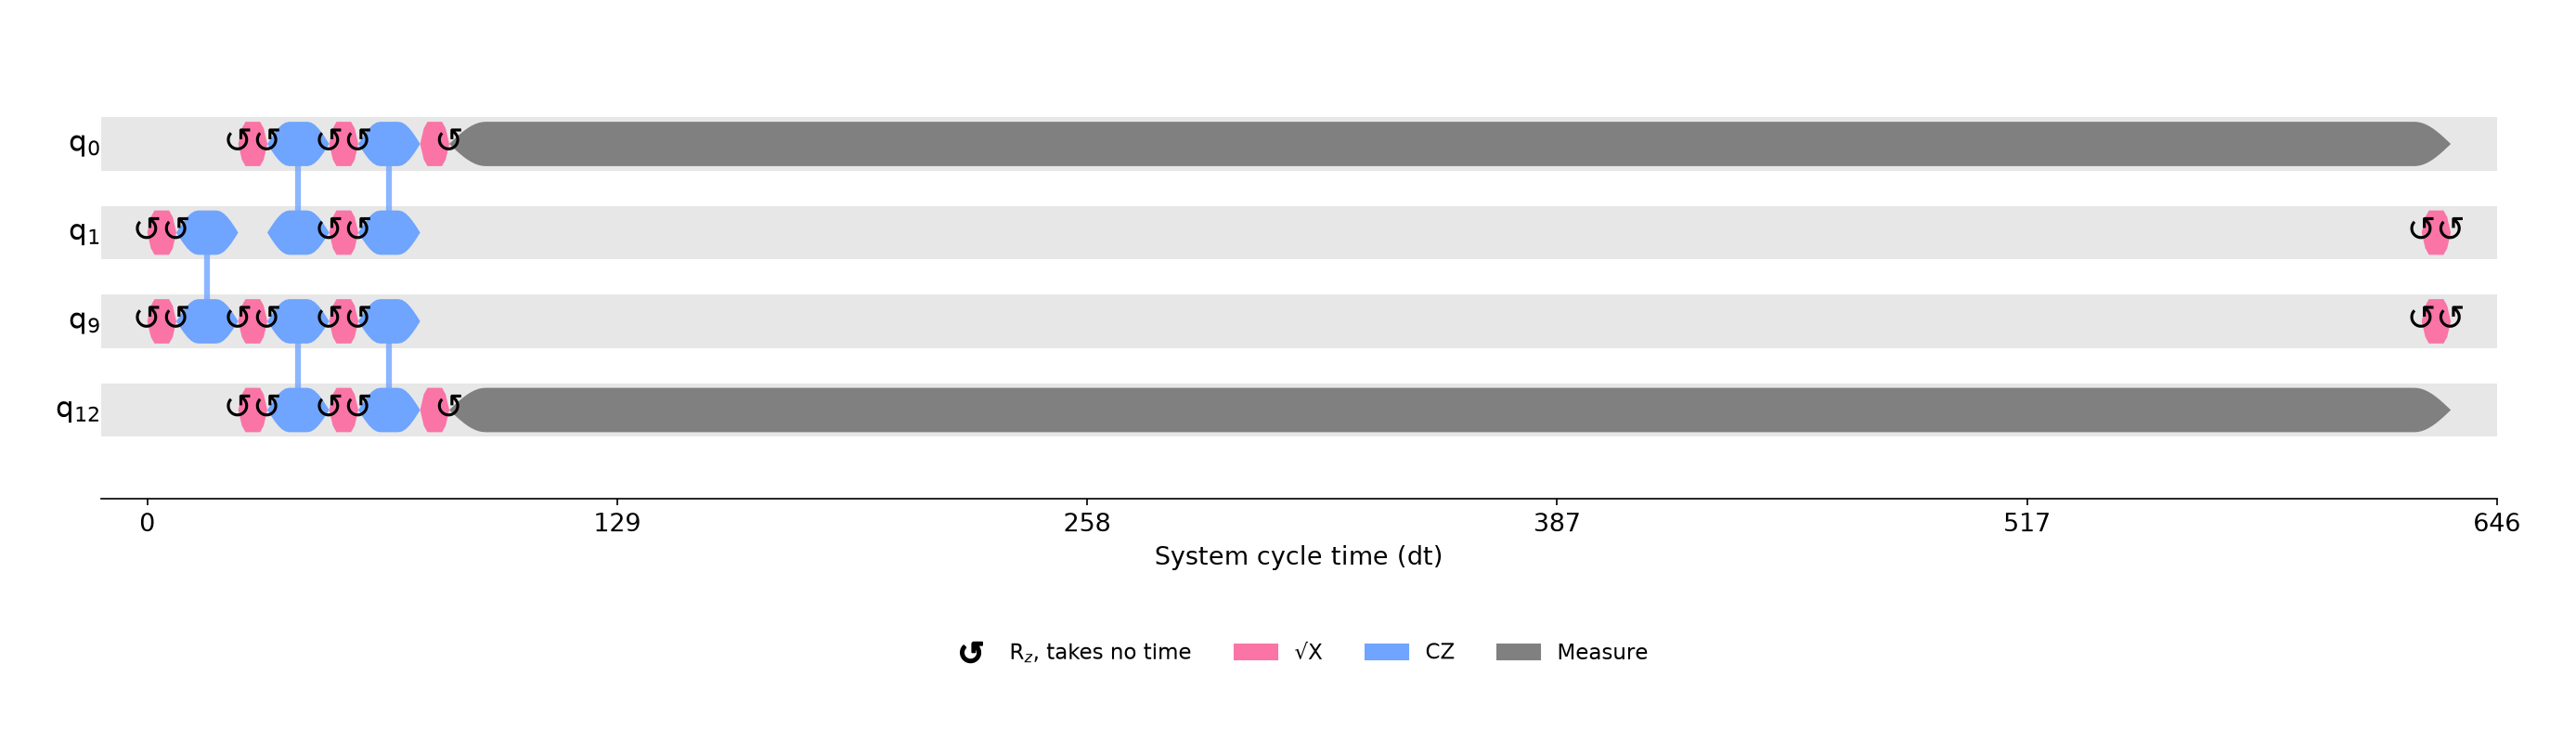 q0
q1
q9
q12
0 129 258 387 517 646
System cycle time (dt)
↺ Rz, takes no time √X CZ Measure